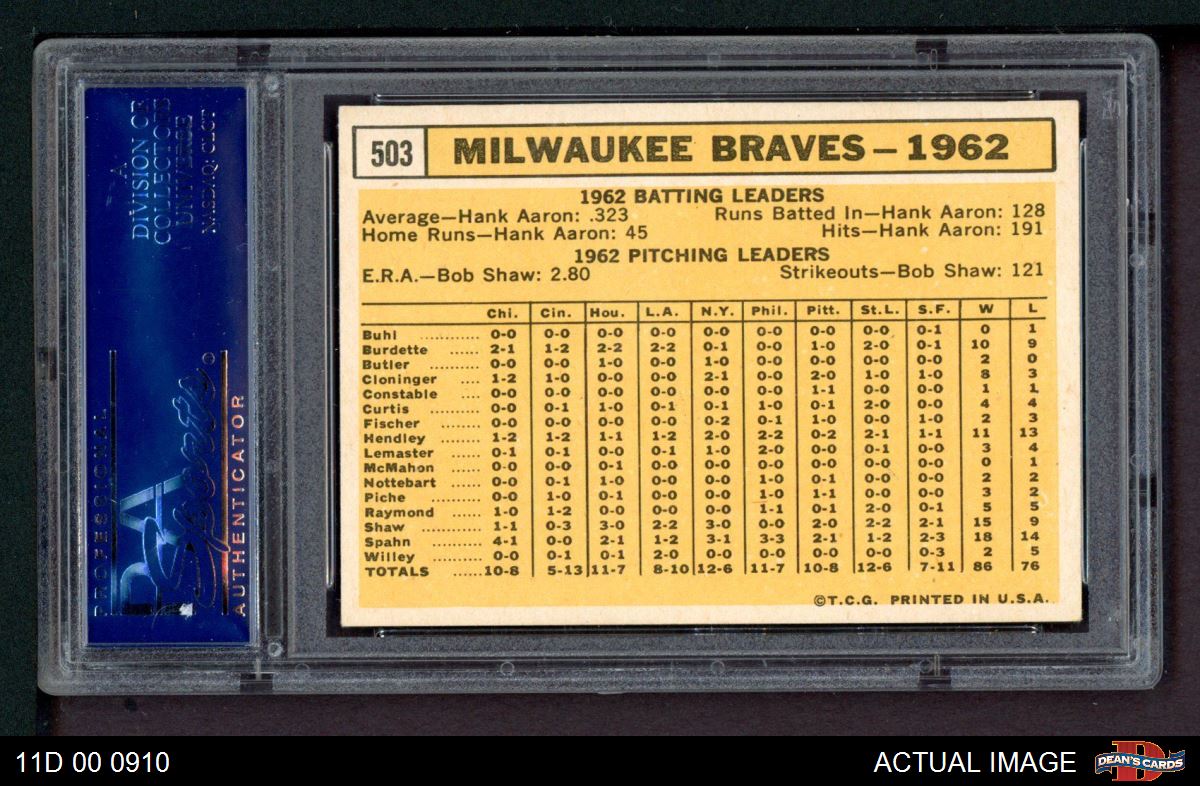 A
DIVISION OF
COLLECTORS
UNIVERSE
NASDAQ: CLCT
PROFESSIONAL
PSA
Sports
AUTHENTICATOR
503 MILWAUKEE BRAVES – 1962
1962 BATTING LEADERS
Average—Hank Aaron: .323 Runs Batted In—Hank Aaron: 128
Home Runs—Hank Aaron: 45 Hits—Hank Aaron: 191
1962 PITCHING LEADERS
E.R.A.—Bob Shaw: 2.80 Strikeouts—Bob Shaw: 121
Chi. Cin. Hou. L.A. N.Y. Phil. Pitt. St.L. S.F. W L
Buhl ........... 0-0 0-0 0-0 0-0 0-0 0-0 0-0 0-0 0-1 0 1
Burdette ...... 2-1 1-2 2-2 2-2 0-1 0-0 1-0 2-0 0-1 10 9
Butler .......... 0-0 0-0 1-0 0-0 1-0 0-0 0-0 0-0 0-0 2 0
Cloninger .... 1-2 1-0 0-0 0-0 2-1 0-0 2-0 1-0 1-0 8 3
Constable .... 0-0 0-0 0-0 0-0 0-0 0-0 1-1 0-0 0-0 1 1
Curtis .......... 0-0 0-1 1-0 0-1 0-1 1-0 0-1 2-0 0-0 4 4
Fischer ........ 0-0 0-0 0-0 0-0 0-2 0-1 1-0 0-0 1-0 2 3
Hendley ....... 1-2 1-2 1-1 1-2 2-0 2-2 0-2 2-1 1-1 11 13
Lemaster ...... 0-1 0-1 0-0 0-1 1-0 2-0 0-0 0-1 0-0 3 4
McMahon ...... 0-0 0-0 0-1 0-0 0-0 0-0 0-0 0-0 0-0 0 1
Nottebart ...... 0-0 0-1 1-0 0-0 0-0 1-0 0-1 0-0 0-0 2 2
Piche .......... 0-0 1-0 0-1 0-0 0-0 1-0 1-1 0-0 0-0 3 2
Raymond ...... 1-0 1-2 0-0 0-0 0-0 1-1 0-1 2-0 0-1 5 5
Shaw ........... 1-1 0-3 3-0 2-2 3-0 0-0 2-0 2-2 2-1 15 9
Spahn .......... 4-1 0-0 2-1 1-2 3-1 3-3 2-1 1-2 2-3 18 14
Willey .......... 0-0 0-1 0-1 2-0 0-0 0-0 0-0 0-0 0-3 2 5
TOTALS ...... 10-8 5-13 11-7 8-10 12-6 11-7 10-8 12-6 7-11 86 76
©T.C.G. PRINTED IN U.S.A.
11D 00 0910
ACTUAL IMAGE
DEAN'S CARDS